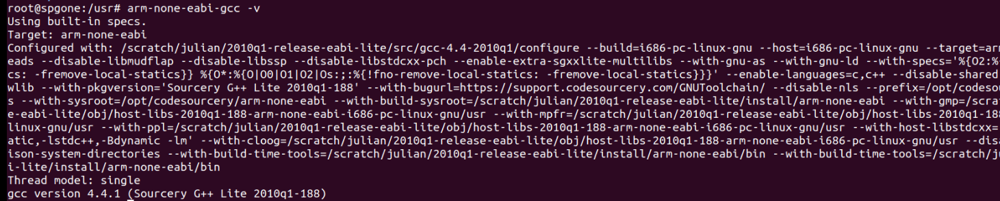 root@spgone:/usr# arm-none-eabi-gcc -v
Using built-in specs.
Target: arm-none-eabi
Configured with: /scratch/julian/2010q1-release-eabi-lite/src/gcc-4.4-2010q1/configure --build=i686-pc-linux-gnu --host=i686-pc-linux-gnu --target=arm
eads --disable-libmudflap --disable-libssp --disable-libstdcxx-pch --enable-extra-sgxxlite-multilibs --with-gnu-as --with-gnu-ld --with-specs='%{O2:%
cs: -fremove-local-statics}} %{O*:%{O|O0|O1|O2|Os:;:%{!fno-remove-local-statics: -fremove-local-statics}}}' --enable-languages=c,c++ --disable-shared
wlib --with-pkgversion='Sourcery G++ Lite 2010q1-188' --with-bugurl=https://support.codesourcery.com/GNUToolchain/ --disable-nls --prefix=/opt/codesou
s --with-sysroot=/opt/codesourcery/arm-none-eabi --with-build-sysroot=/scratch/julian/2010q1-release-eabi-lite/install/arm-none-eabi --with-gmp=/scrat
e-eabi-lite/obj/host-libs-2010q1-188-arm-none-eabi-i686-pc-linux-gnu/usr --with-mpfr=/scratch/julian/2010q1-release-eabi-lite/obj/host-libs-2010q1-188
linux-gnu/usr --with-ppl=/scratch/julian/2010q1-release-eabi-lite/obj/host-libs-2010q1-188-arm-none-eabi-i686-pc-linux-gnu/usr --with-host-libstdcxx=
atic,-lstdc++,-Bdynamic -lm' --with-cloog=/scratch/julian/2010q1-release-eabi-lite/obj/host-libs-2010q1-188-arm-none-eabi-i686-pc-linux-gnu/usr --disa
ison-system-directories --with-build-time-tools=/scratch/julian/2010q1-release-eabi-lite/install/arm-none-eabi/bin --with-build-time-tools=/scratch/ju
i-lite/install/arm-none-eabi/bin
Thread model: single
gcc version 4.4.1 (Sourcery G++ Lite 2010q1-188)